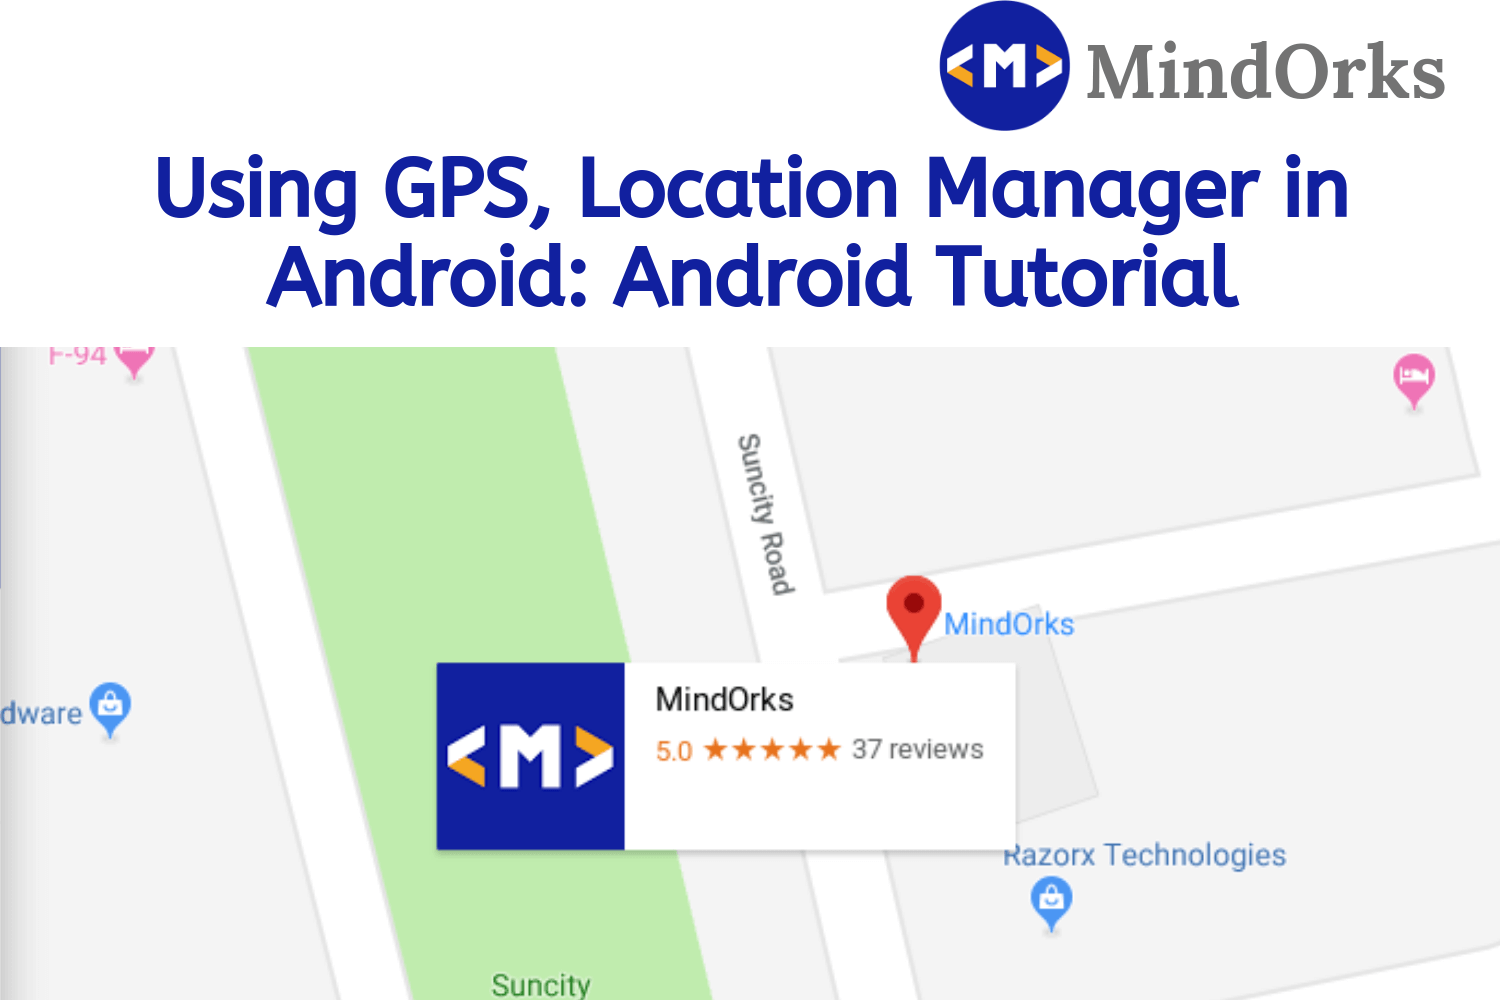 <M> MindOrks
Using GPS, Location Manager in
Android: Android Tutorial
F-94
Suncity Road
MindOrks
dware
MindOrks
<M>
5.0 ★★★★★ 37 reviews
Razorx Technologies
Suncity